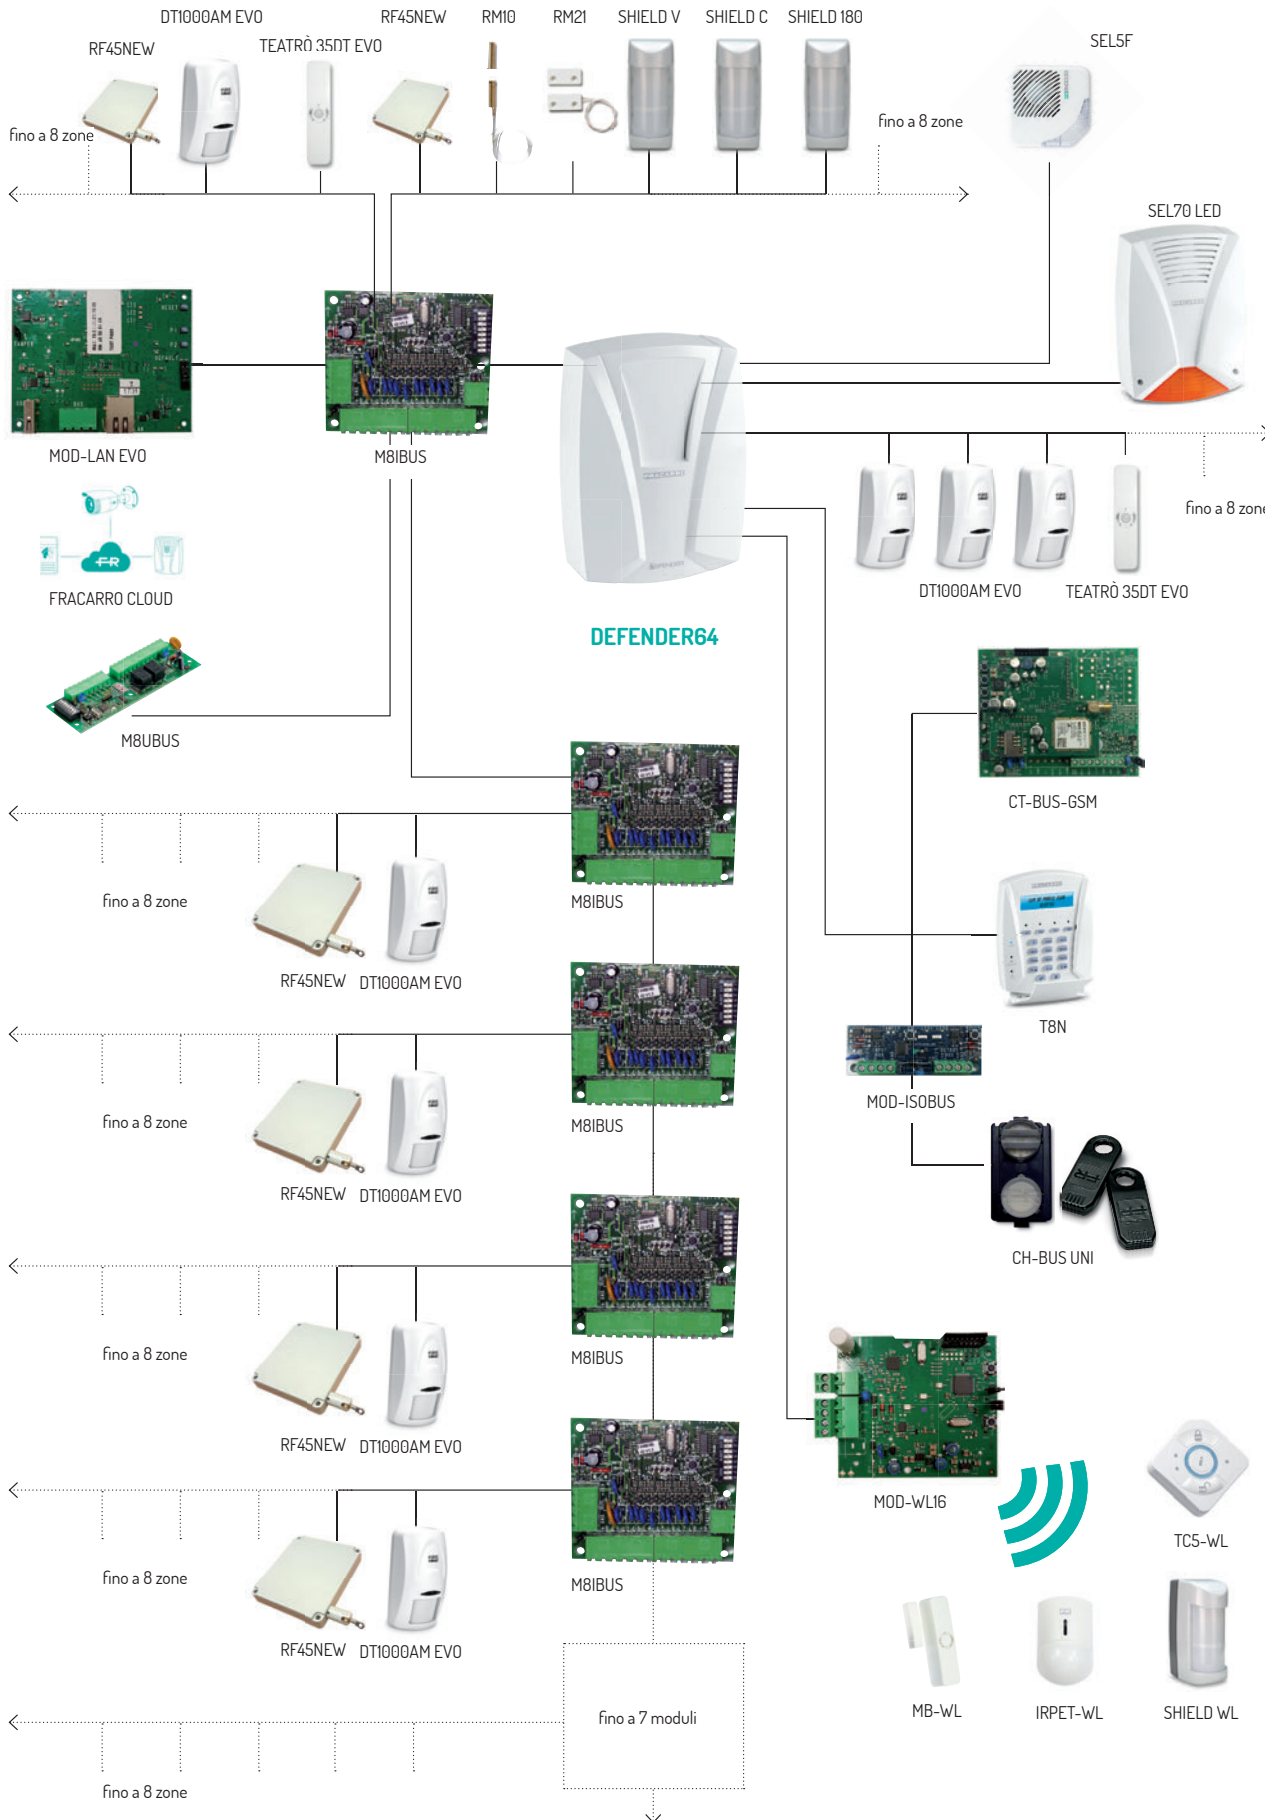 DT1000AM EVO
RF45NEW
RM10
RM21
SHIELD V
SHIELD C
SHIELD 180
RF45NEW
TEATRÒ 35DT EVO
SEL5F
fino a 8 zone
fino a 8 zone
SEL70 LED
MOD-LAN EVO
M8IBUS
fino a 8 zone
DT1000AM EVO
TEATRÒ 35DT EVO
FRACARRO CLOUD
DEFENDER64
M8UBUS
CT-BUS-GSM
fino a 8 zone
M8IBUS
RF45NEW
DT1000AM EVO
T8N
MOD-ISOBUS
fino a 8 zone
M8IBUS
RF45NEW
DT1000AM EVO
CH-BUS UNI
fino a 8 zone
M8IBUS
RF45NEW
DT1000AM EVO
MOD-WL16
TC5-WL
fino a 8 zone
M8IBUS
RF45NEW
DT1000AM EVO
MB-WL
IRPET-WL
SHIELD WL
fino a 7 moduli
fino a 8 zone